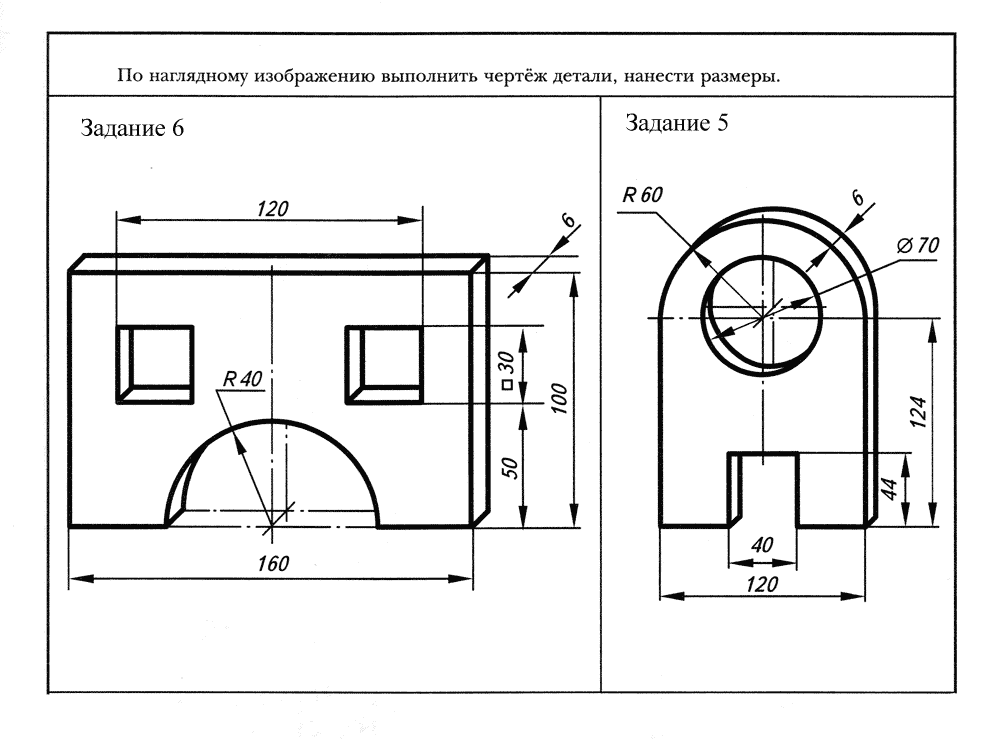 По наглядному изображению выполнить чертёж детали, нанести размеры.
Задание 6
120
6
R 40
□ 30
100
50
160
Задание 5
R 60
6
⌀ 70
124
44
40
120